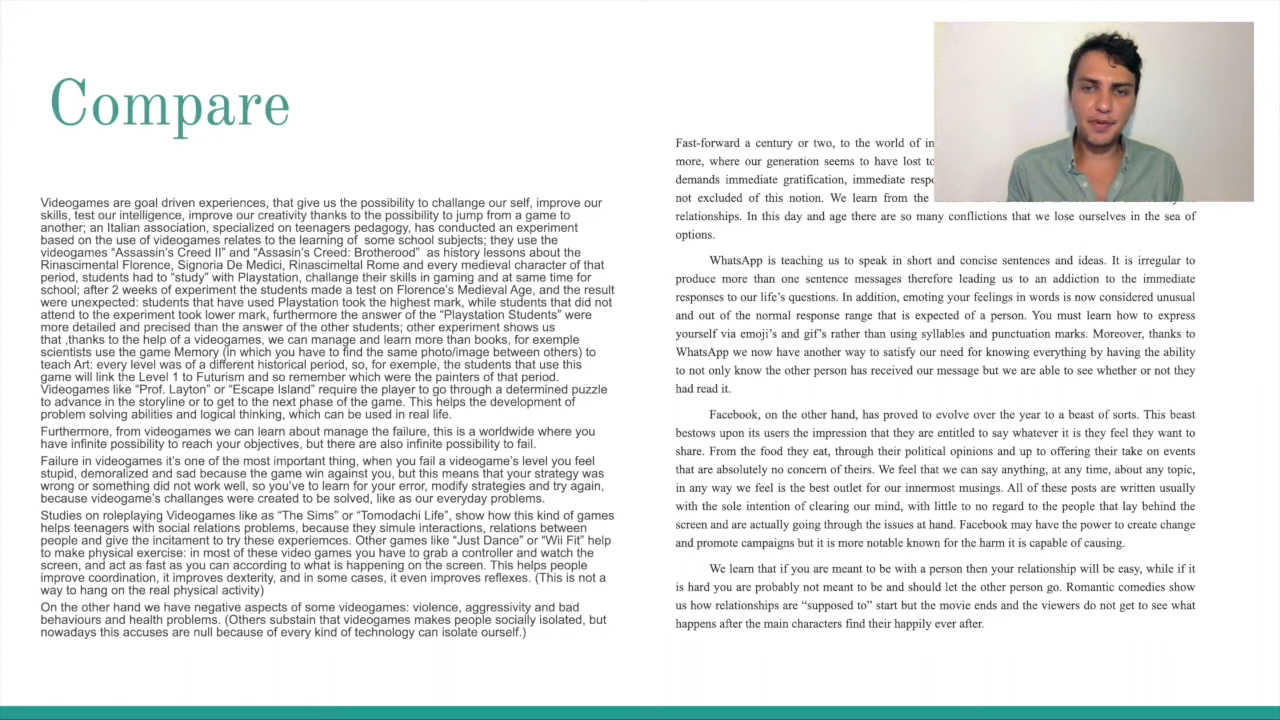 Compare
Videogames are goal driven experiences, that give us the possibility to challange our self, improve our
skills, test our intelligence, improve our creativity thanks to the possibility to jump from a game to
another; an Italian association, specialized on teenagers pedagogy, has conducted an experiment
based on the use of videogames relates to the learning of some school subjects; they use the
videogames “Assassin’s Creed II” and “Assasin’s Creed: Brotherood” as history lessons about the
Rinascimental Florence, Signoria De Medici, Rinascimeltal Rome and every medieval character of that
period, students had to “study” with Playstation, challange their skills in gaming and at same time for
school; after 2 weeks of experiment the students made a test on Florence’s Medieval Age, and the result
were unexpected: students that have used Playstation took the highest mark, while students that did not
attend to the experiment took lower mark, furthermore the answer of the “Playstation Students” were
more detailed and precised than the answer of the other students; other experiment shows us
that ,thanks to the help of a videogames, we can manage and learn more than books, for exemple
scientists use the game Memory (in which you have to find the same photo/image between others) to
teach Art: every level was of a different historical period, so, for exemple, the students that use this
game will link the Level 1 to Futurism and so remember which were the painters of that period.
Videogames like “Prof. Layton” or “Escape Island” require the player to go through a determined puzzle
to advance in the storyline or to get to the next phase of the game. This helps the development of
problem solving abilities and logical thinking, which can be used in real life.
Furthermore, from videogames we can learn about manage the failure, this is a worldwide where you
have infinite possibility to reach your objectives, but there are also infinite possibility to fail.
Failure in videogames it’s one of the most important thing, when you fail a videogame’s level you feel
stupid, demoralized and sad because the game win against you, but this means that your strategy was
wrong or something did not work well, so you’ve to learn for your error, modify strategies and try again,
because videogame’s challanges were created to be solved, like as our everyday problems.
Studies on roleplaying Videogames like as “The Sims” or “Tomodachi Life”, show how this kind of games
helps teenagers with social relations problems, because they simule interactions, relations between
people and give the incitament to try these experiemces. Other games like “Just Dance” or “Wii Fit” help
to make physical exercise: in most of these video games you have to grab a controller and watch the
screen, and act as fast as you can according to what is happening on the screen. This helps people
improve coordination, it improves dexterity, and in some cases, it even improves reflexes. (This is not a
way to hang on the real physical activity)
On the other hand we have negative aspects of some videogames: violence, aggressivity and bad
behaviours and health problems. (Others substain that videogames makes people socially isolated, but
nowadays this accuses are null because of every kind of technology can isolate ourself.)
Fast-forward a century or two, to the world of in
more, where our generation seems to have lost to
demands immediate gratification, immediate respo
not excluded of this notion. We learn from the
relationships. In this day and age there are so many conflictions that we lose ourselves in the sea of
options.
WhatsApp is teaching us to speak in short and concise sentences and ideas. It is irregular to
produce more than one sentence messages therefore leading us to an addiction to the immediate
responses to our life’s questions. In addition, emoting your feelings in words is now considered unusual
and out of the normal response range that is expected of a person. You must learn how to express
yourself via emoji’s and gif’s rather than using syllables and punctuation marks. Moreover, thanks to
WhatsApp we now have another way to satisfy our need for knowing everything by having the ability
to not only know the other person has received our message but we are able to see whether or not they
had read it.
Facebook, on the other hand, has proved to evolve over the year to a beast of sorts. This beast
bestows upon its users the impression that they are entitled to say whatever it is they feel they want to
share. From the food they eat, through their political opinions and up to offering their take on events
that are absolutely no concern of theirs. We feel that we can say anything, at any time, about any topic,
in any way we feel is the best outlet for our innermost musings. All of these posts are written usually
with the sole intention of clearing our mind, with little to no regard to the people that lay behind the
screen and are actually going through the issues at hand. Facebook may have the power to create change
and promote campaigns but it is more notable known for the harm it is capable of causing.
We learn that if you are meant to be with a person then your relationship will be easy, while if it
is hard you are probably not meant to be and should let the other person go. Romantic comedies show
us how relationships are “supposed to” start but the movie ends and the viewers do not get to see what
happens after the main characters find their happily ever after.